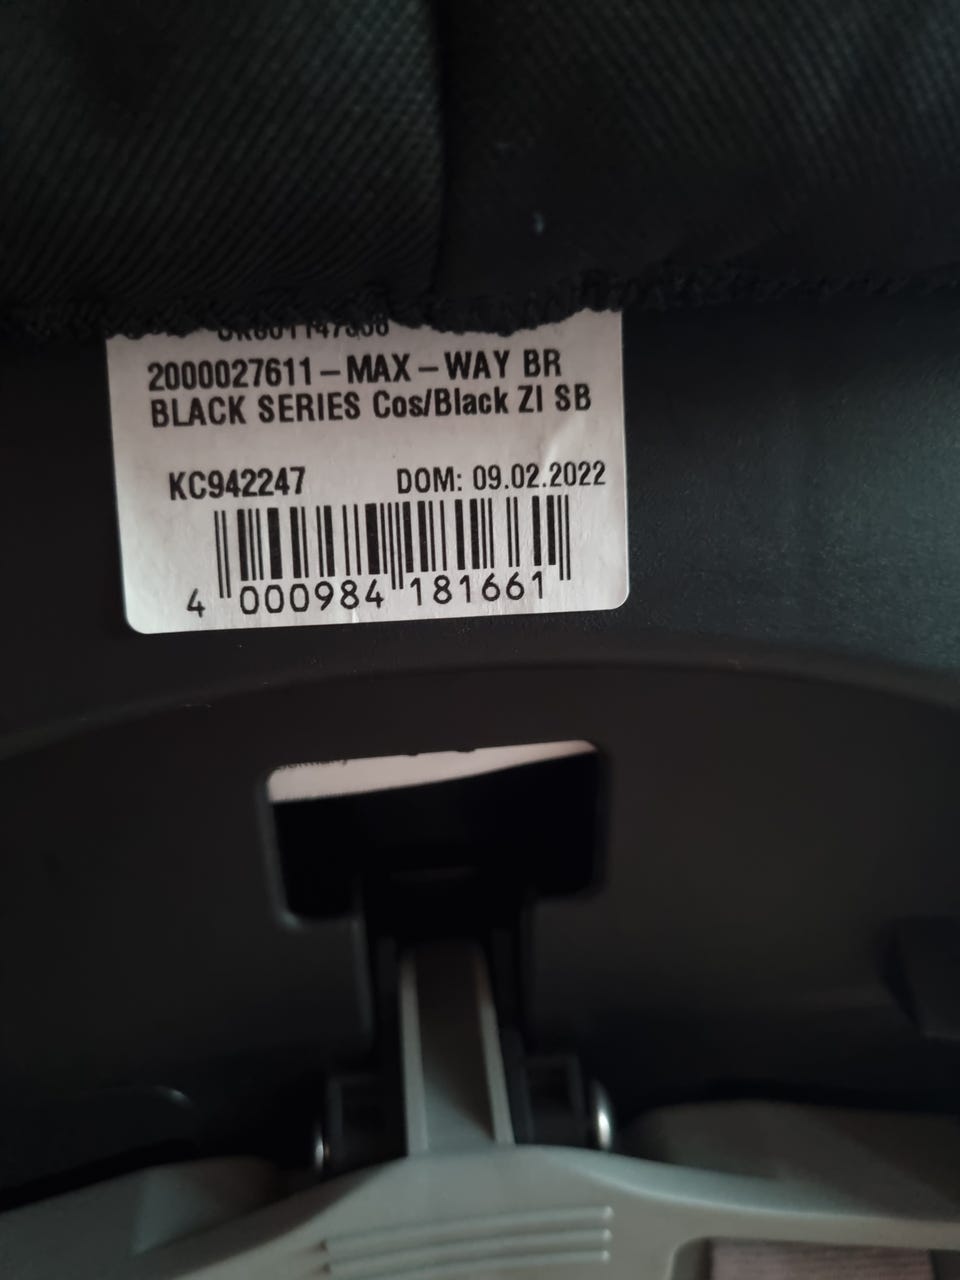 2000027611 – MAX – WAY BR
BLACK SERIES Cos/Black ZI SB
KC942247 DOM: 09.02.2022
4 000984 181661